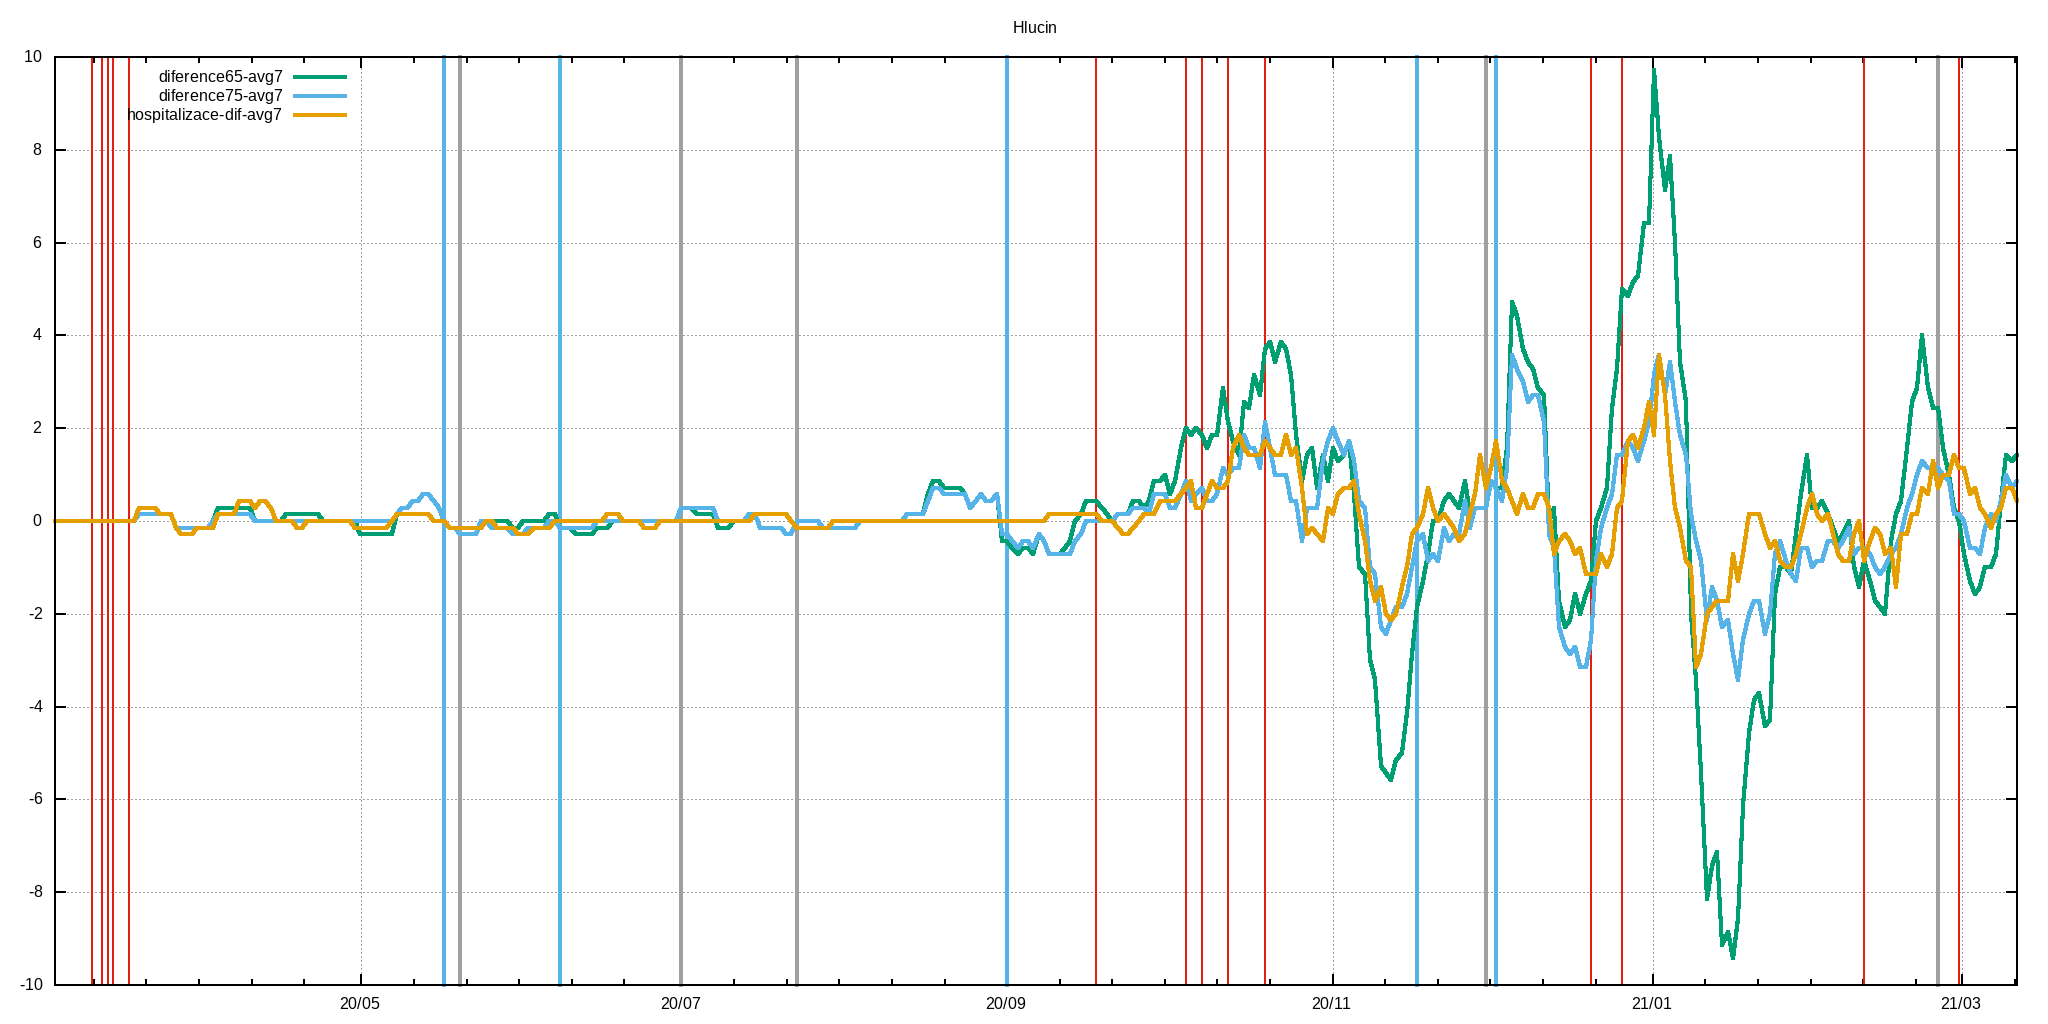 Hlucin
diference65-avg7
diference75-avg7
hospitalizace-dif-avg7
10
8
6
4
2
0
-2
-4
-6
-8
-10
20/05 20/07 20/09 20/11 21/01 21/03